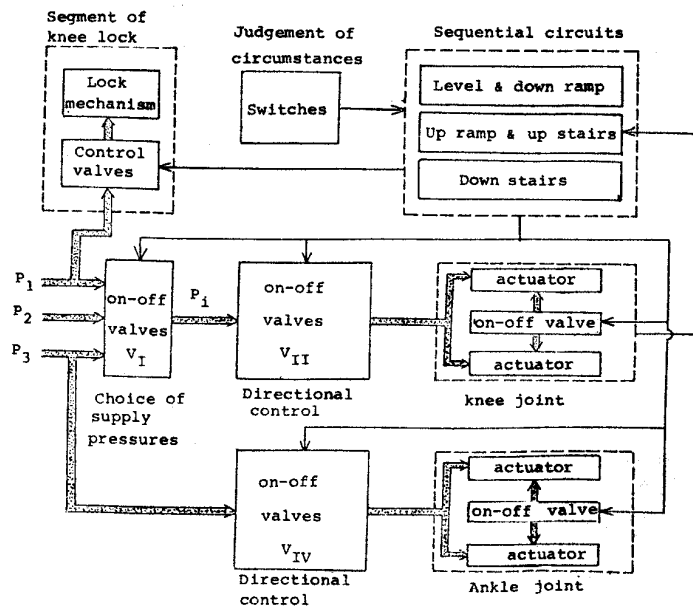 Segment of
knee lock
Lock
mechanism
Control
valves
Judgement of
circumstances
Switches
Sequential circuits
Level & down ramp
Up ramp & up stairs
Down stairs
P1
P2
P3
on-off
valves
VI
Choice of
supply
pressures
Pi
on-off
valves
VII
Directional
control
actuator
on-off valve
actuator
knee joint
on-off
valves
VIV
Directional
control
actuator
on-off valve
actuator
Ankle joint